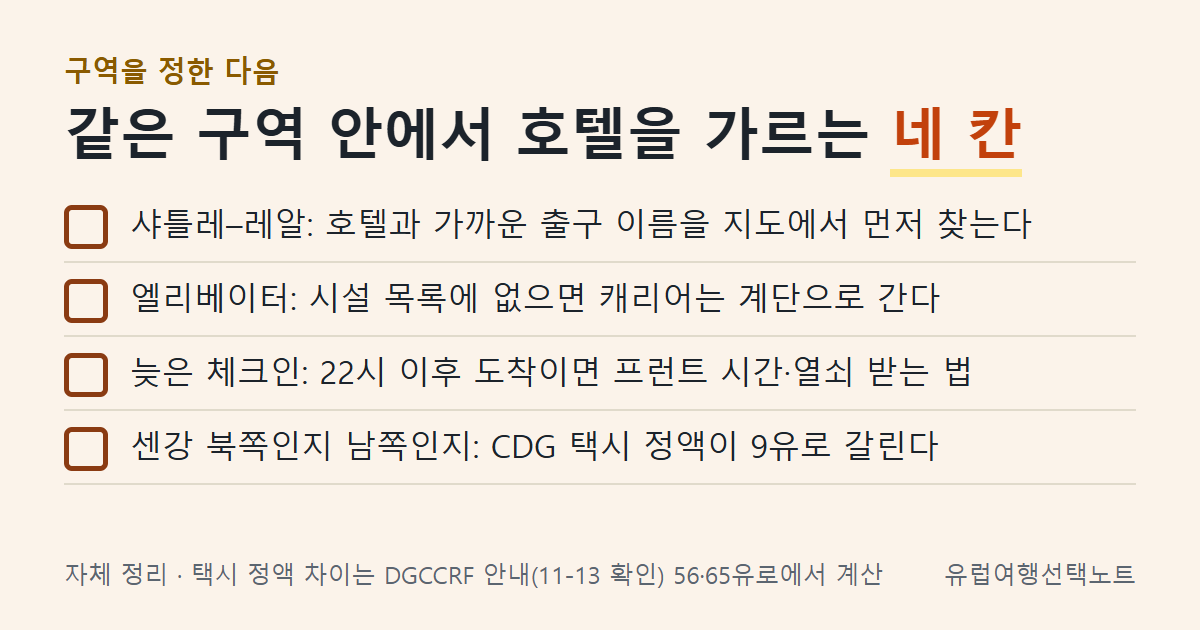 구역을 정한 다음
같은 구역 안에서 호텔을 가르는 네 칸
샤틀레–레알: 호텔과 가까운 출구 이름을 지도에서 먼저 찾는다
엘리베이터: 시설 목록에 없으면 캐리어는 계단으로 간다
늦은 체크인: 22시 이후 도착이면 프런트 시간·열쇠 받는 법
센강 북쪽인지 남쪽인지: CDG 택시 정액이 9유로 갈린다
자체 정리 · 택시 정액 차이는 DGCCRF 안내(11-13 확인) 56·65유로에서 계산
유럽여행선택노트